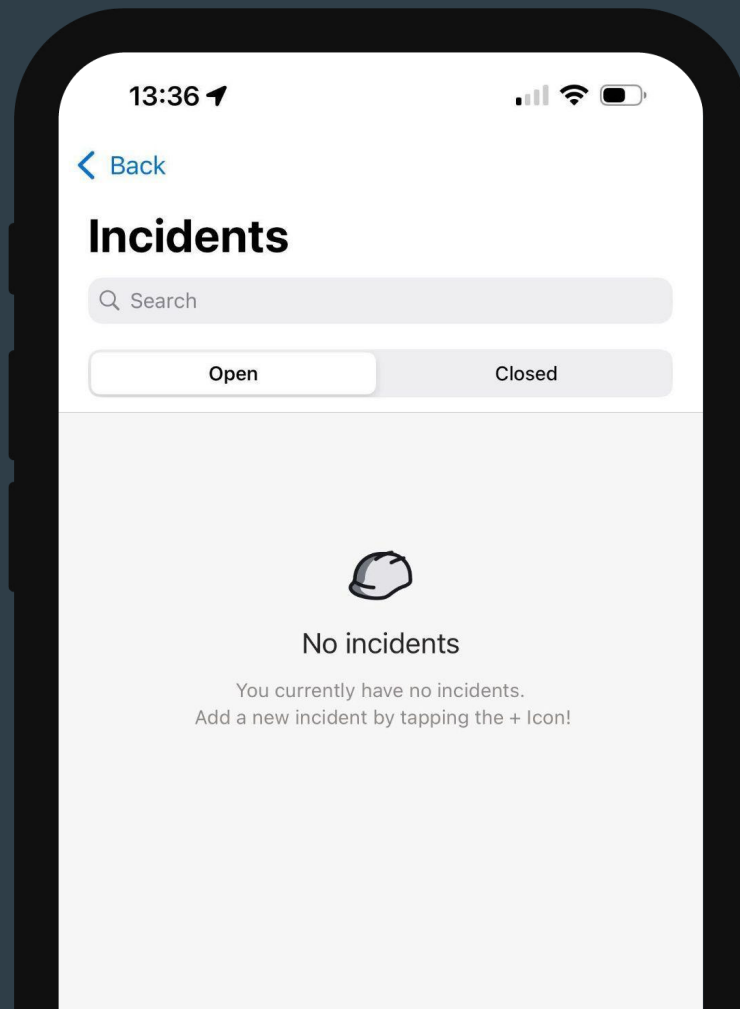 13:36
Back
Incidents
Search
Open Closed
No incidents
You currently have no incidents.
Add a new incident by tapping the + Icon!